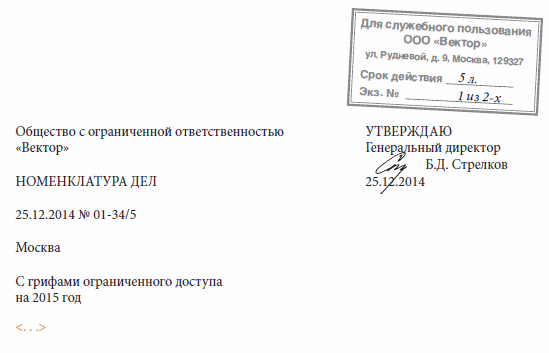 Для служебного пользования
ООО «Вектор»
ул. Рудневой, д. 9, Москва, 129327
Срок действия 5 л.
Экз. № 1 из 2-х
Общество с ограниченной ответственностью
«Вектор»
УТВЕРЖДАЮ
Генеральный директор
Б.Д. Стрелков
25.12.2014
НОМЕНКЛАТУРА ДЕЛ
25.12.2014 № 01-34/5
Москва
С грифами ограниченного доступа
на 2015 год
<. . .>